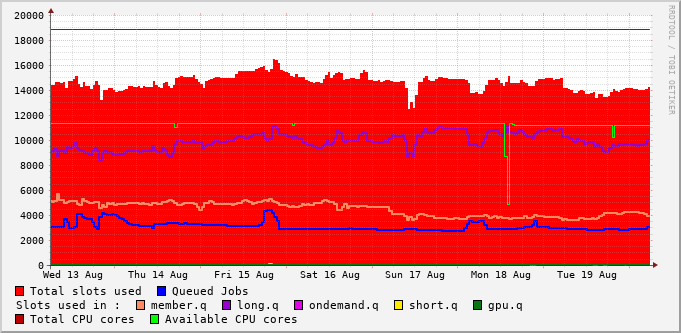 20000
18000
16000
14000
12000
10000
8000
6000
4000
2000
0
Wed 13 Aug Thu 14 Aug Fri 15 Aug Sat 16 Aug Sun 17 Aug Mon 18 Aug Tue 19 Aug
Total slots used Queued Jobs
Slots used in : member.q long.q ondemand.q short.q gpu.q
Total CPU cores Available CPU cores
RRDTOOL / TOBI OETIKER